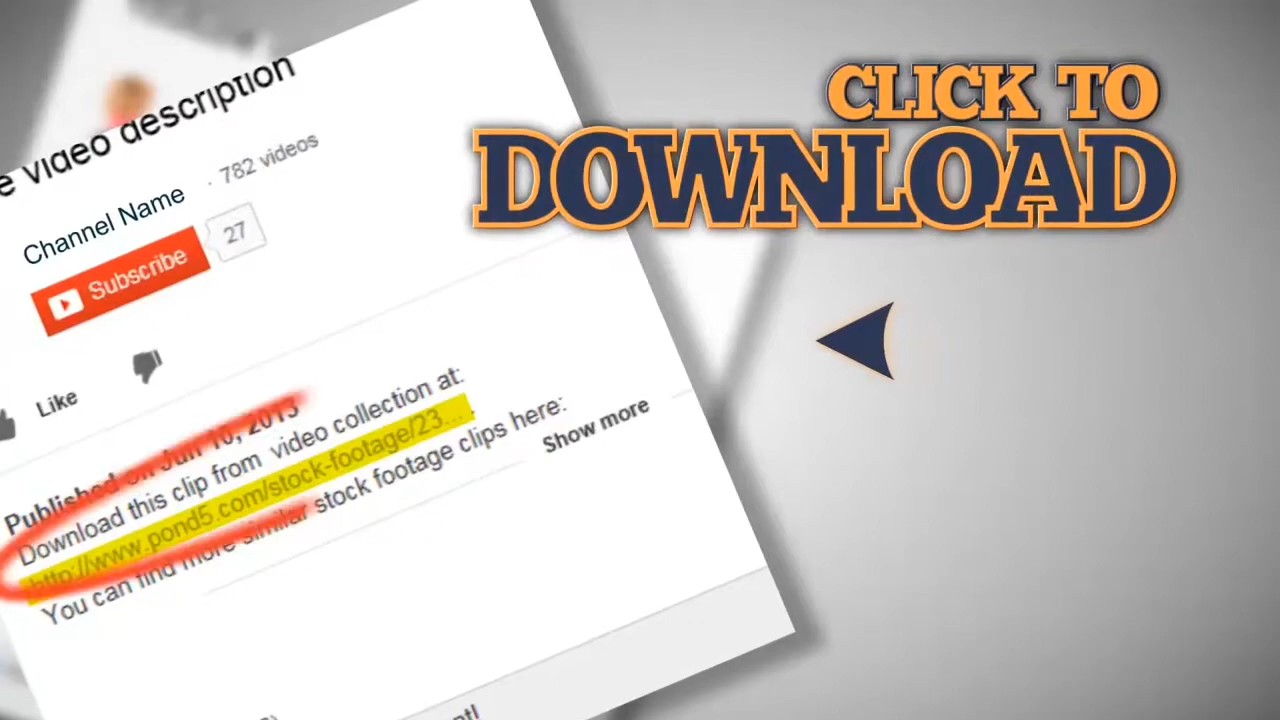 CLICK TO
DOWNLOAD
e video description
Channel Name · 782 videos
Subscribe 27
Like
Published on Jun 10, 2013
Download this clip from video collection at:
http://www.pond5.com/stock-footage/23... .
You can find more similar stock footage clips here:
Show more